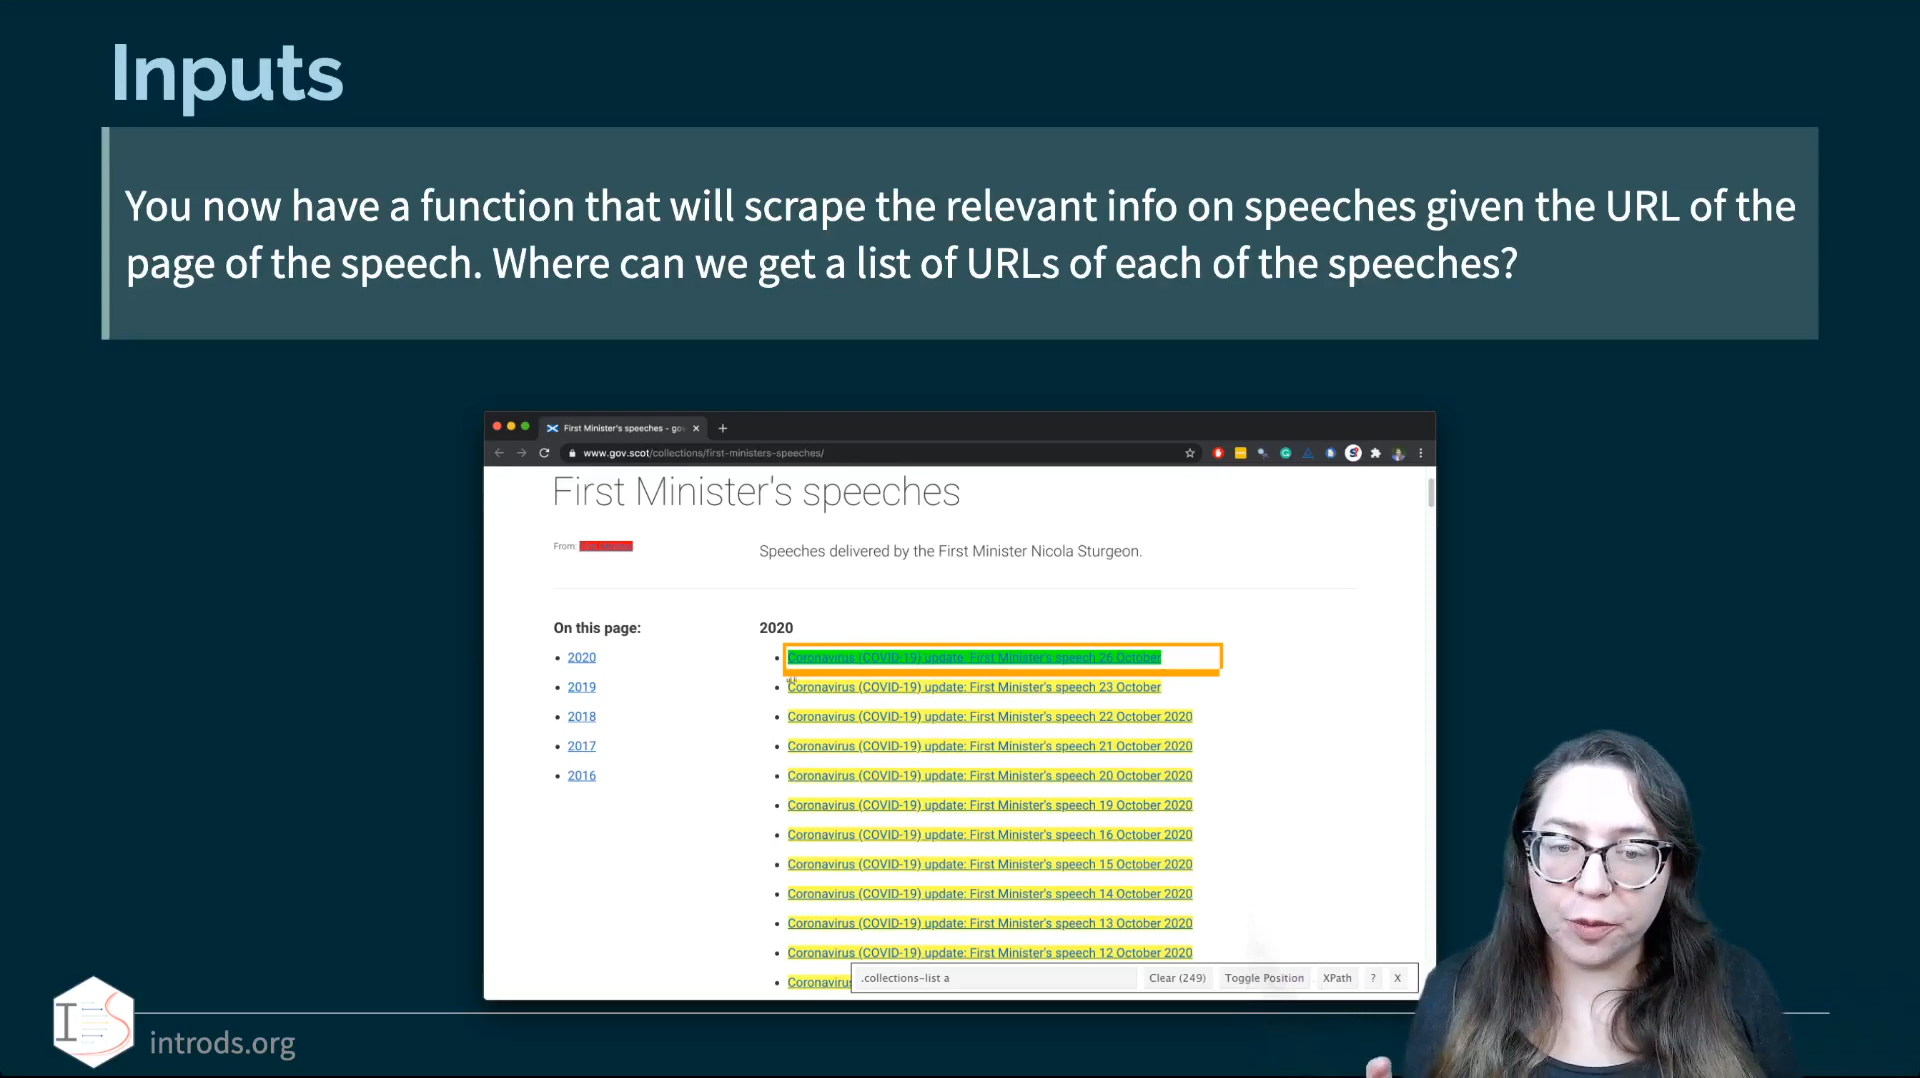 Inputs
You now have a function that will scrape the relevant info on speeches given the URL of the
page of the speech. Where can we get a list of URLs of each of the speeches?
First Minister's speeches - gov
www.gov.scot/collections/first-ministers-speeches/
First Minister's speeches
From:
Speeches delivered by the First Minister Nicola Sturgeon.
On this page:
2020
2019
2018
2017
2016
2020
Coronavirus (COVID-19) update: First Minister's speech 26 October
Coronavirus (COVID-19) update: First Minister's speech 23 October
Coronavirus (COVID-19) update: First Minister's speech 22 October 2020
Coronavirus (COVID-19) update: First Minister's speech 21 October 2020
Coronavirus (COVID-19) update: First Minister's speech 20 October 2020
Coronavirus (COVID-19) update: First Minister's speech 19 October 2020
Coronavirus (COVID-19) update: First Minister's speech 16 October 2020
Coronavirus (COVID-19) update: First Minister's speech 15 October 2020
Coronavirus (COVID-19) update: First Minister's speech 14 October 2020
Coronavirus (COVID-19) update: First Minister's speech 13 October 2020
Coronavirus (COVID-19) update: First Minister's speech 12 October 2020
Coronavirus
.collections-list a Clear (249) Toggle Position XPath ? X
IDS
introds.org